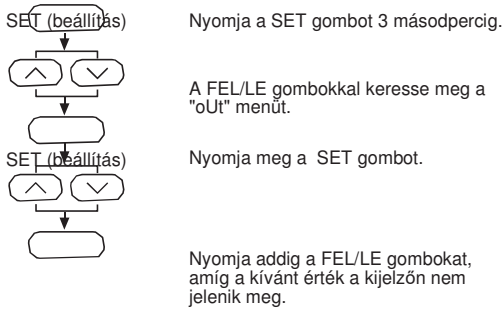 SET (beállítás)
Nyomja a SET gombot 3 másodpercig.
A FEL/LE gombokkal keresse meg a
"oUt" menüt.
SET (beállítás)
Nyomja meg a SET gombot.
Nyomja addig a FEL/LE gombokat,
amíg a kívánt érték a kijelzőn nem
jelenik meg.